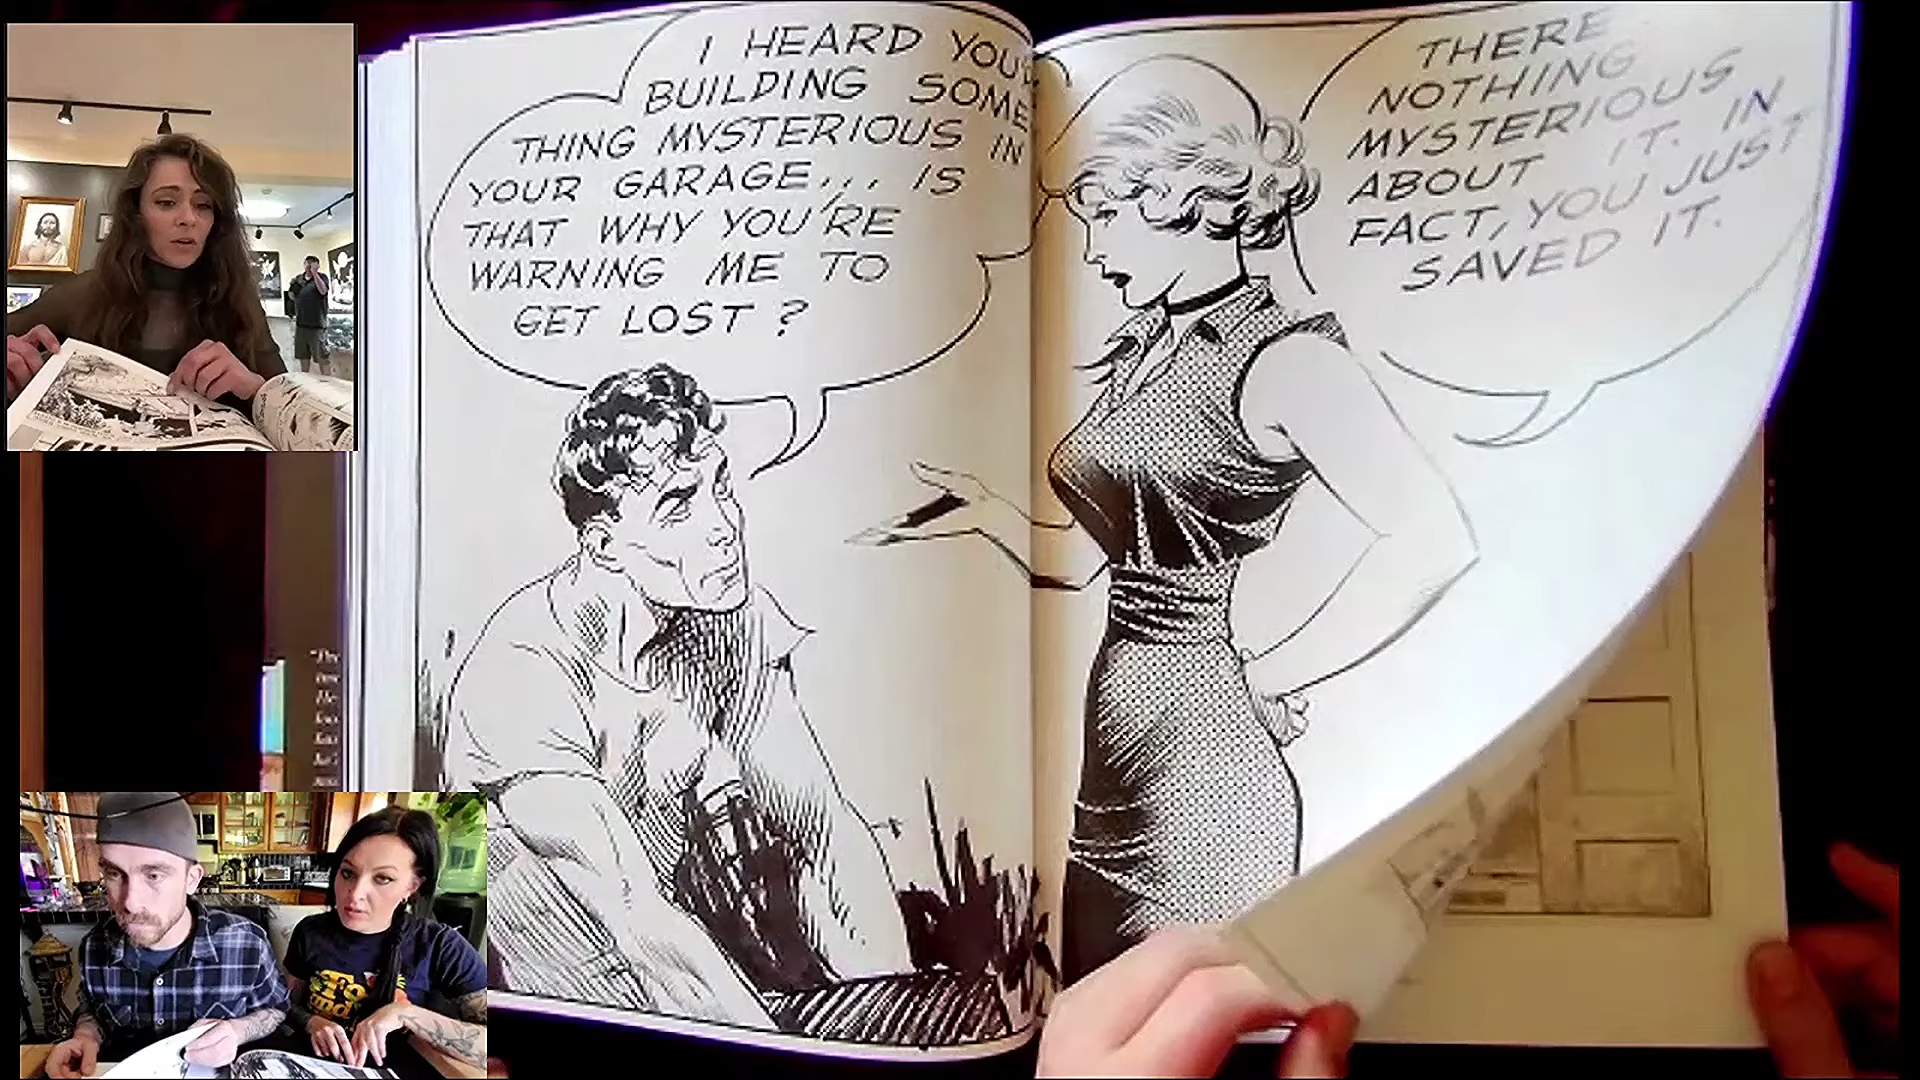 I HEARD YOU'
BUILDING SOME
THING MYSTERIOUS IN
YOUR GARAGE... IS
THAT WHY YOU'RE
WARNING ME TO
GET LOST ?
THERE
NOTHING
MYSTERIOUS
ABOUT IT. IN
FACT, YOU JUST
SAVED IT.